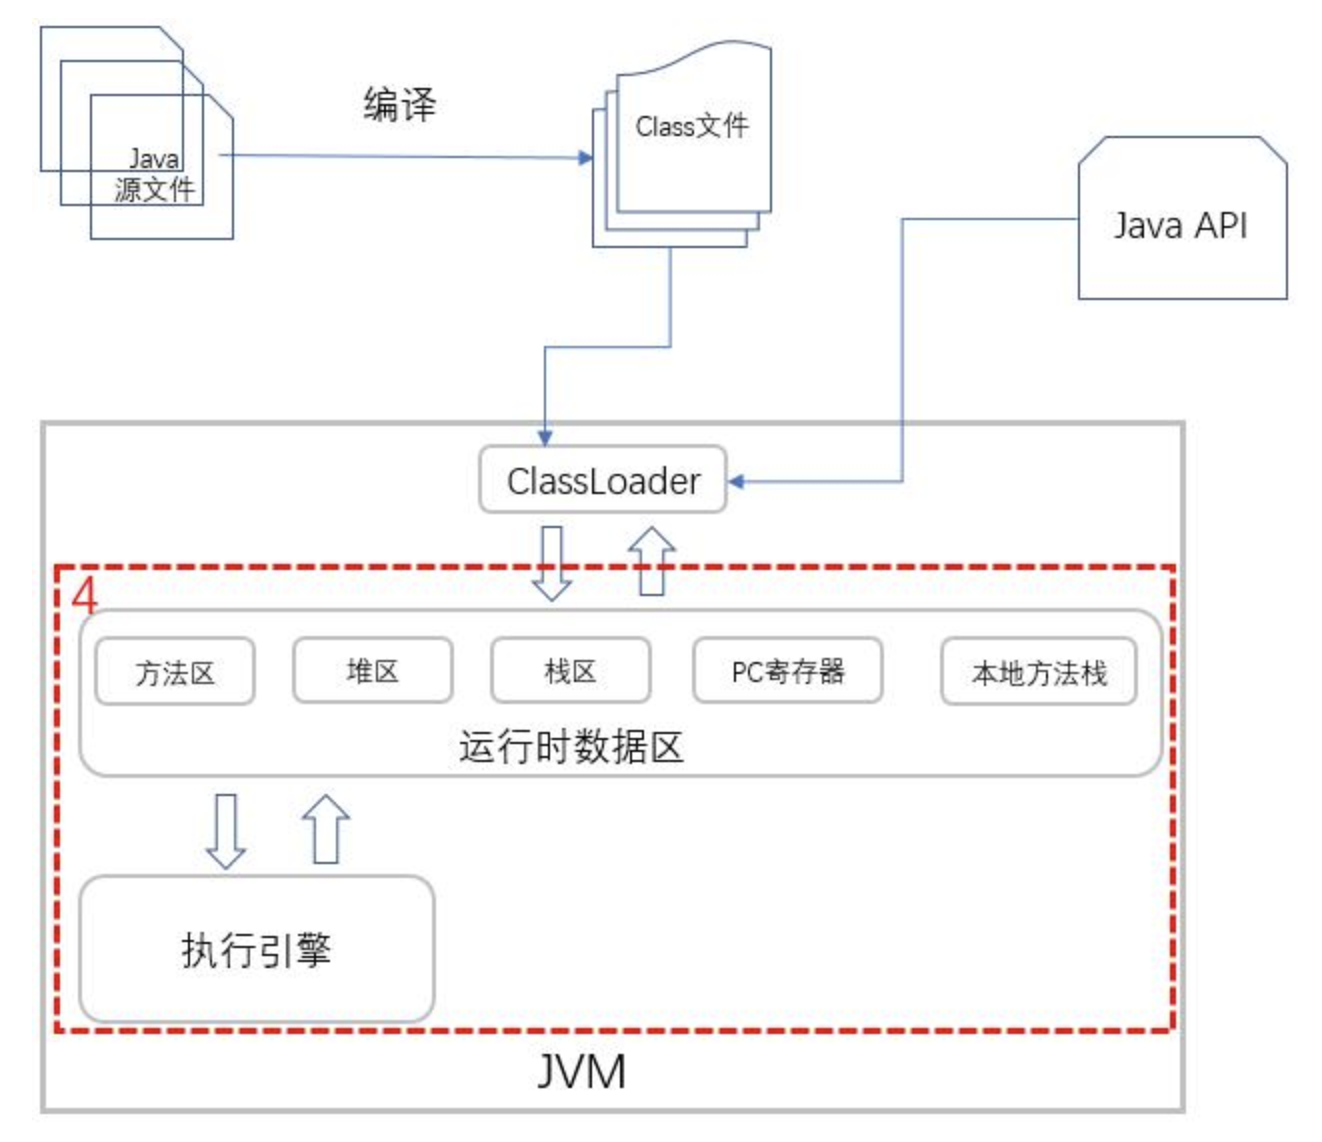 编译
Class文件
Java
源文件
Java API
ClassLoader
4
方法区
堆区
栈区
PC寄存器
本地方法栈
运行时数据区
执行引擎
JVM